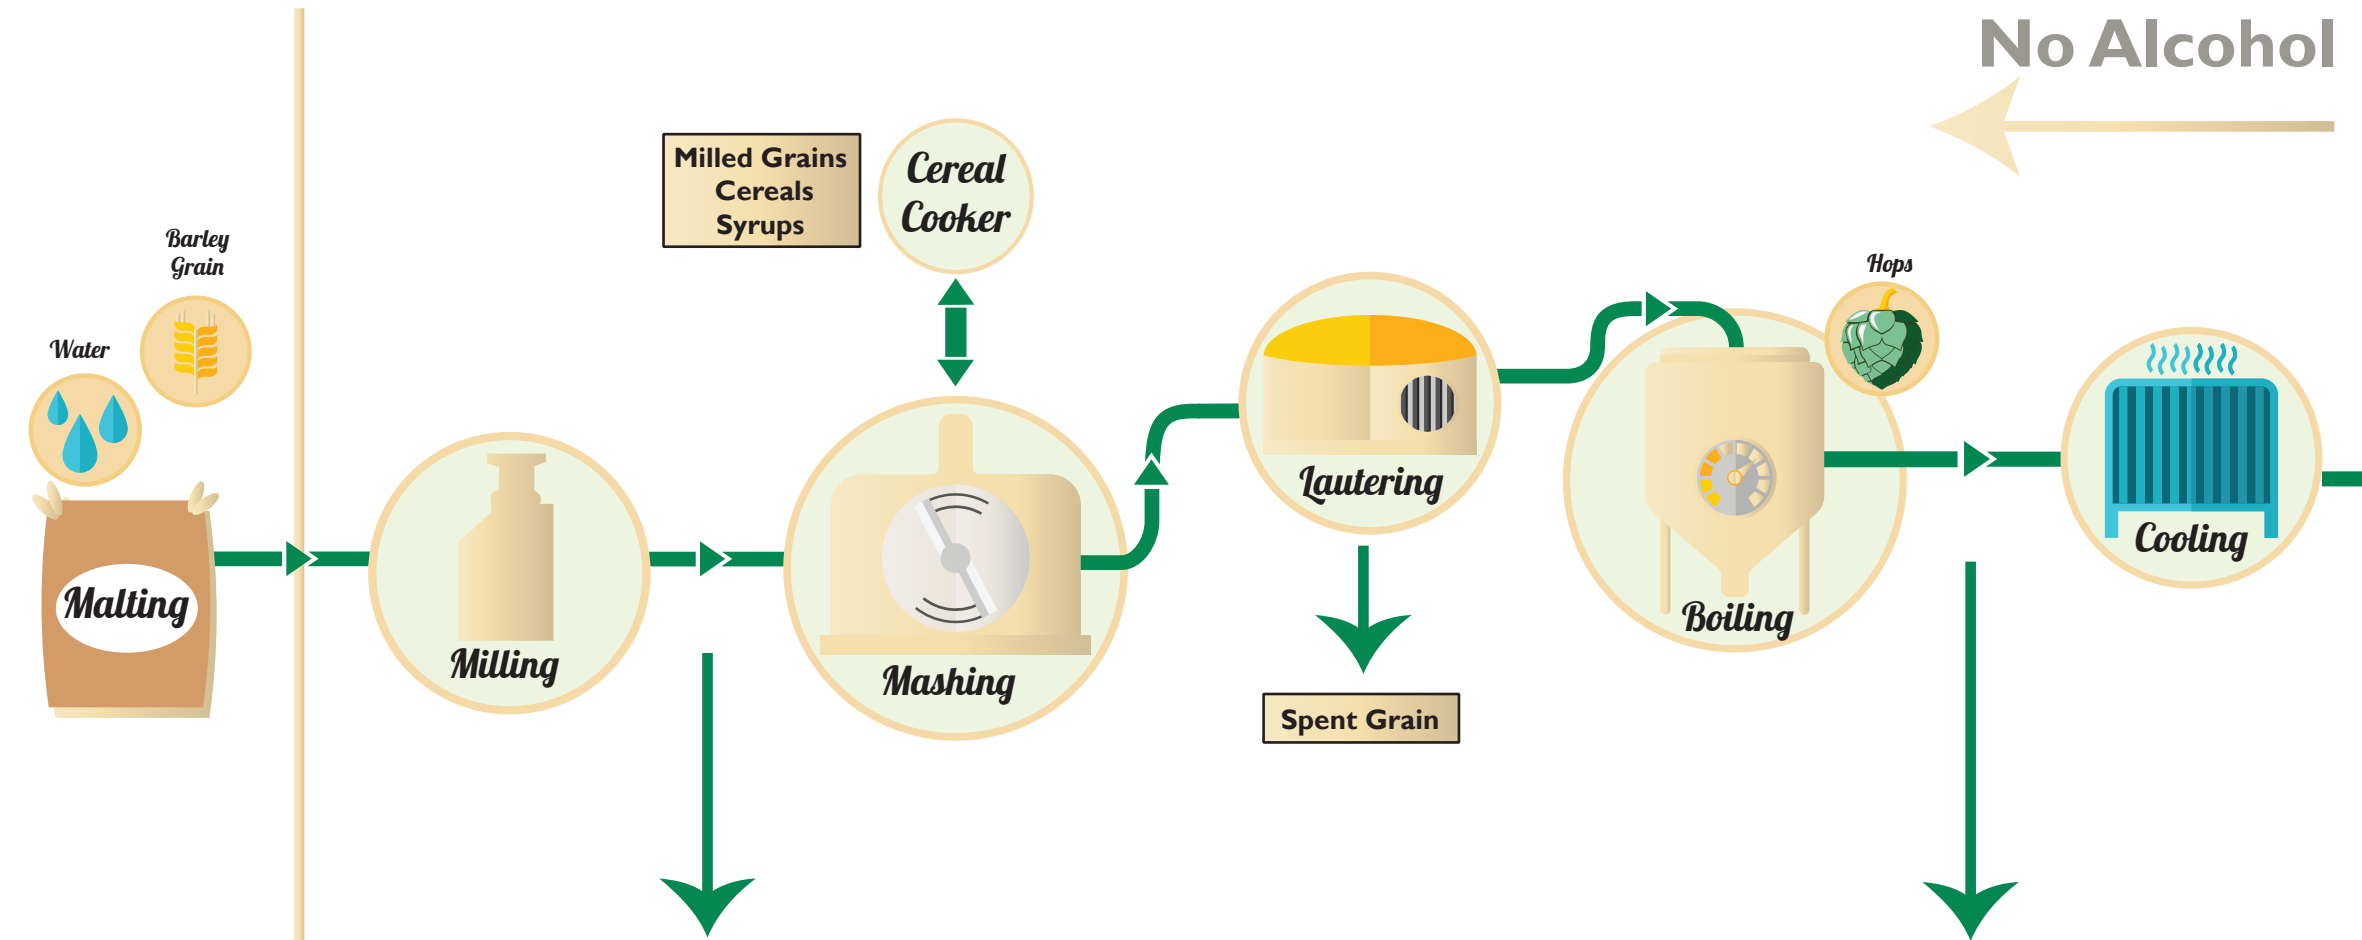 No Alcohol
Milled Grains
Cereals
Syrups
Cereal
Cooker
Barley
Grain
Water
Hops
Malting
Milling
Mashing
Lautering
Spent Grain
Boiling
Cooling